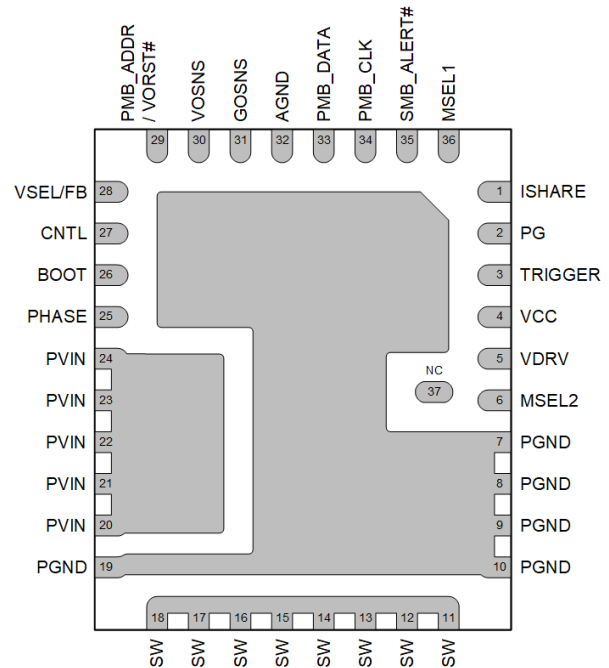 PMB_ADDR
/ VORST#
VOSNS
GOSNS
AGND
PMB_DATA
PMB_CLK
SMB_ALERT#
MSEL1
29
30
31
32
33
34
35
36
VSEL/FB 28
CNTL 27
BOOT 26
PHASE 25
PVIN 24
PVIN 23
PVIN 22
PVIN 21
PVIN 20
PGND 19
1 ISHARE
2 PG
3 TRIGGER
4 VCC
5 VDRV
NC
37
6 MSEL2
7 PGND
8 PGND
9 PGND
10 PGND
18
17
16
15
14
13
12
11
SW
SW
SW
SW
SW
SW
SW
SW